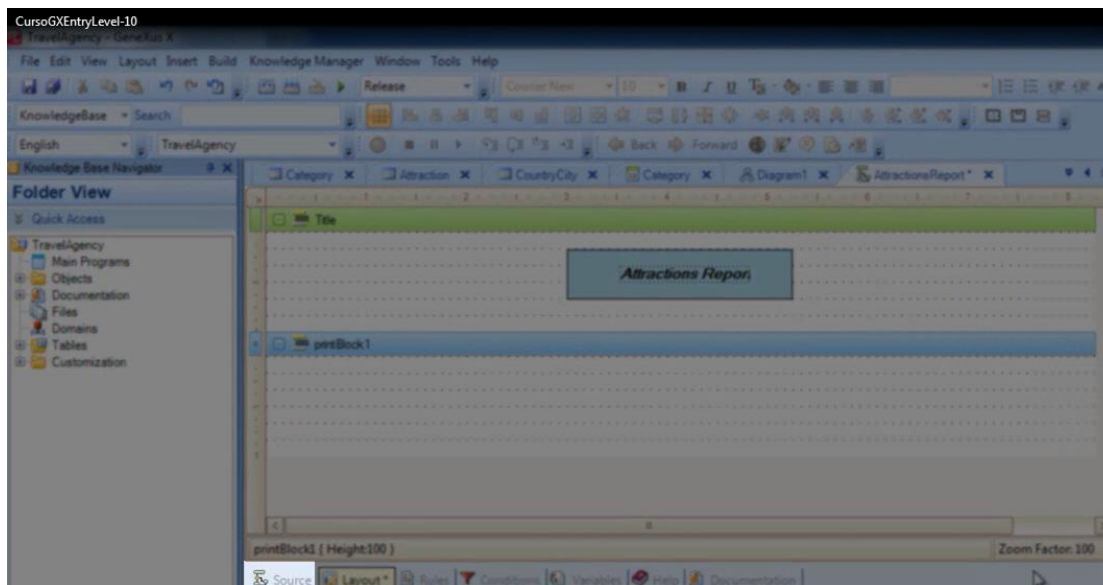 CursoGXEntryLevel-10
TravelAgency - GeneXus X
File Edit View Layout Insert Build Knowledge Manager Window Tools Help
Release Courier New 10 B I U
KnowledgeBase Search
English TravelAgency Back Forward
Knowledge Base Navigator
Category Attraction CountryCity Category Diagram1 AttractionsReport *
Folder View
Quick Access
Title
TravelAgency
Main Programs
Objects
Documentation
Files
Domains
Tables
Customization
Attractions Repor
printBlock1
printBlock1 ( Height:100 ) Zoom Factor: 100
Source Layout * Rules Conditions Variables Help Documentation